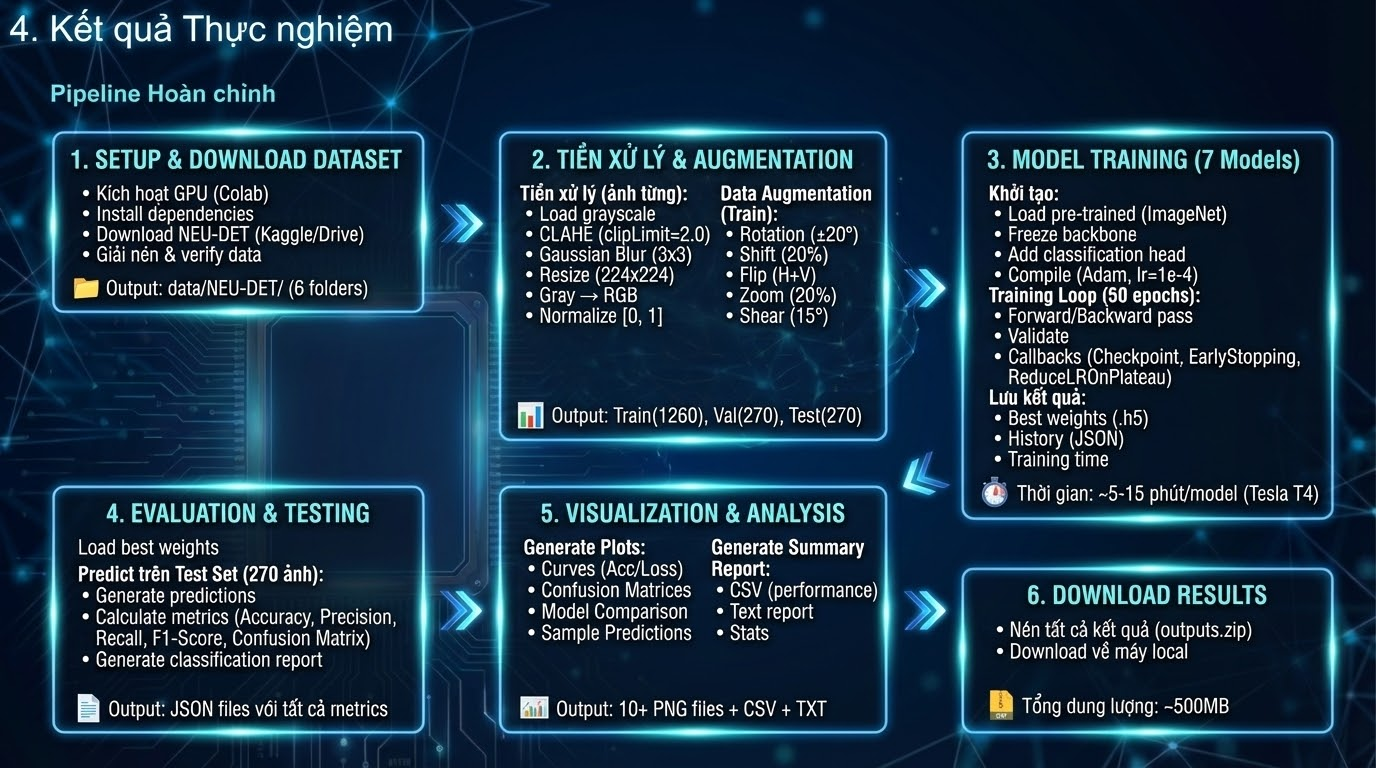 4. Kết quả Thực nghiệm
Pipeline Hoàn chỉnh
1. SETUP & DOWNLOAD DATASET
• Kích hoạt GPU (Colab)
• Install dependencies
• Download NEU-DET (Kaggle/Drive)
• Giải nén & verify data
Output: data/NEU-DET/ (6 folders)
2. TIỀN XỬ LÝ & AUGMENTATION
Tiền xử lý (ảnh từng):
• Load grayscale
• CLAHE (clipLimit=2.0)
• Gaussian Blur (3x3)
• Resize (224x224)
• Gray → RGB
• Normalize [0, 1]
Data Augmentation
(Train):
• Rotation (±20°)
• Shift (20%)
• Flip (H+V)
• Zoom (20%)
• Shear (15°)
Output: Train(1260), Val(270), Test(270)
3. MODEL TRAINING (7 Models)
Khởi tạo:
• Load pre-trained (ImageNet)
• Freeze backbone
• Add classification head
• Compile (Adam, lr=1e-4)
Training Loop (50 epochs):
• Forward/Backward pass
• Validate
• Callbacks (Checkpoint, EarlyStopping,
ReduceLROnPlateau)
Lưu kết quả:
• Best weights (.h5)
• History (JSON)
• Training time
Thời gian: ~5-15 phút/model (Tesla T4)
4. EVALUATION & TESTING
Load best weights
Predict trên Test Set (270 ảnh):
• Generate predictions
• Calculate metrics (Accuracy, Precision,
Recall, F1-Score, Confusion Matrix)
• Generate classification report
Output: JSON files với tất cả metrics
5. VISUALIZATION & ANALYSIS
Generate Plots:
• Curves (Acc/Loss)
• Confusion Matrices
• Model Comparison
• Sample Predictions
Generate Summary
Report:
• CSV (performance)
• Text report
• Stats
Output: 10+ PNG files + CSV + TXT
6. DOWNLOAD RESULTS
• Nén tất cả kết quả (outputs.zip)
• Download về máy local
Tổng dung lượng: ~500MB